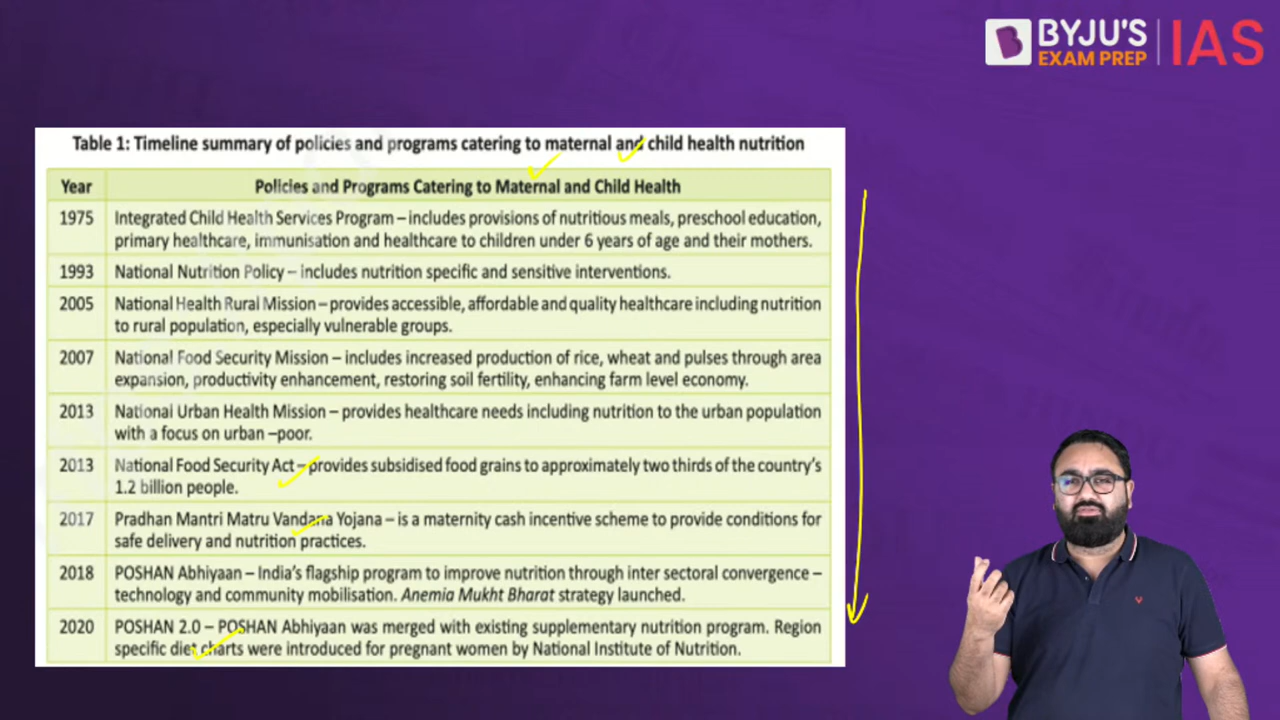 BYJU'S
EXAM PREP
IAS
Table 1: Timeline summary of policies and programs catering to maternal and child health nutrition
Year Policies and Programs Catering to Maternal and Child Health
1975 Integrated Child Health Services Program – includes provisions of nutritious meals, preschool education,
primary healthcare, immunisation and healthcare to children under 6 years of age and their mothers.
1993 National Nutrition Policy – includes nutrition specific and sensitive interventions.
2005 National Health Rural Mission – provides accessible, affordable and quality healthcare including nutrition
to rural population, especially vulnerable groups.
2007 National Food Security Mission – includes increased production of rice, wheat and pulses through area
expansion, productivity enhancement, restoring soil fertility, enhancing farm level economy.
2013 National Urban Health Mission – provides healthcare needs including nutrition to the urban population
with a focus on urban –poor.
2013 National Food Security Act – provides subsidised food grains to approximately two thirds of the country's
1.2 billion people.
2017 Pradhan Mantri Matru Vandana Yojana – is a maternity cash incentive scheme to provide conditions for
safe delivery and nutrition practices.
2018 POSHAN Abhiyaan – India's flagship program to improve nutrition through inter sectoral convergence –
technology and community mobilisation. Anemia Mukht Bharat strategy launched.
2020 POSHAN 2.0 – POSHAN Abhiyaan was merged with existing supplementary nutrition program. Region
specific diet charts were introduced for pregnant women by National Institute of Nutrition.